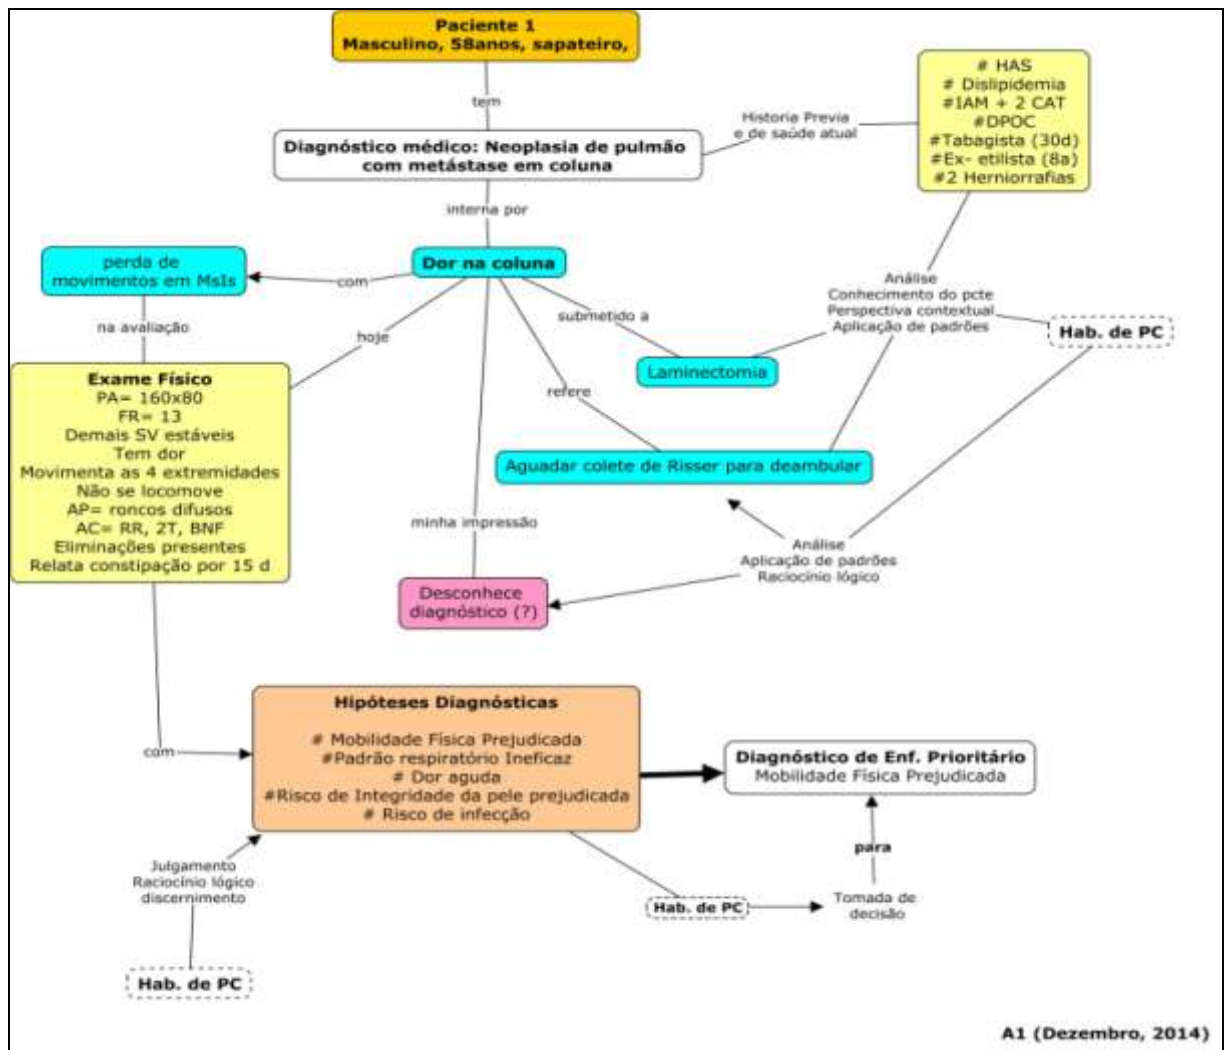 Paciente 1
Masculino, 58anos, sapateiro,
tem
Diagnóstico médico: Neoplasia de pulmão
com metástase em coluna
Historia Previa
e de saúde atual
# HAS
# Dislipidemia
#IAM + 2 CAT
#DPOC
#Tabagista (30d)
#Ex- etilista (8a)
#2 Herniorrafias
interna por
Dor na coluna
com
perda de
movimentos em MsIs
na avaliação
hoje
submetido a
refere
minha impressão
Análise
Conhecimento do pcte
Perspectiva contextual
Aplicação de padrões
Hab. de PC
Laminectomia
Exame Físico
PA= 160x80
FR= 13
Demais SV estáveis
Tem dor
Movimenta as 4 extremidades
Não se locomove
AP= roncos difusos
AC= RR, 2T, BNF
Eliminações presentes
Relata constipação por 15 d
Aguadar colete de Risser para deambular
Análise
Aplicação de padrões
Raciocínio lógico
Desconhece
diagnóstico (?)
com
Hipóteses Diagnósticas
# Mobilidade Física Prejudicada
#Padrão respiratório Ineficaz
# Dor aguda
#Risco de Integridade da pele prejudicada
# Risco de infecção
Diagnóstico de Enf. Prioritário
Mobilidade Física Prejudicada
para
Tomada de
decisão
Hab. de PC
Julgamento
Raciocínio lógico
discernimento
Hab. de PC
A1 (Dezembro, 2014)